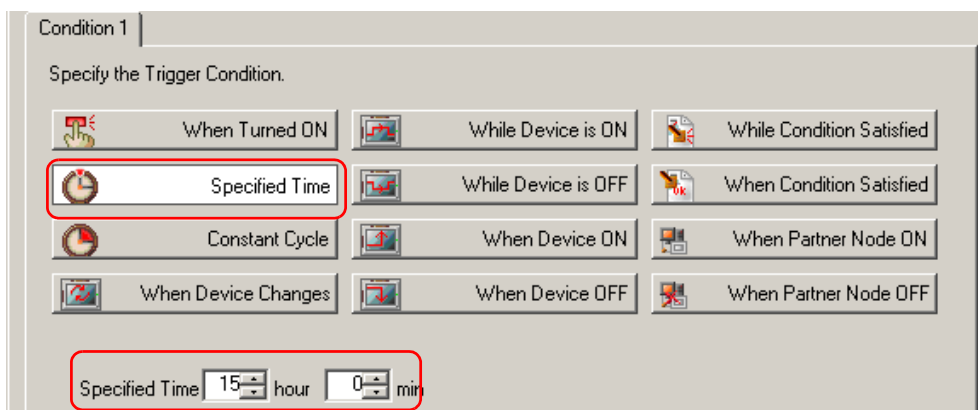 Condition 1
Specify the Trigger Condition.
When Turned ON While Device is ON While Condition Satisfied
Specified Time While Device is OFF When Condition Satisfied
Constant Cycle When Device ON When Partner Node ON
When Device Changes When Device OFF When Partner Node OFF
Specified Time 15 hour 0 min